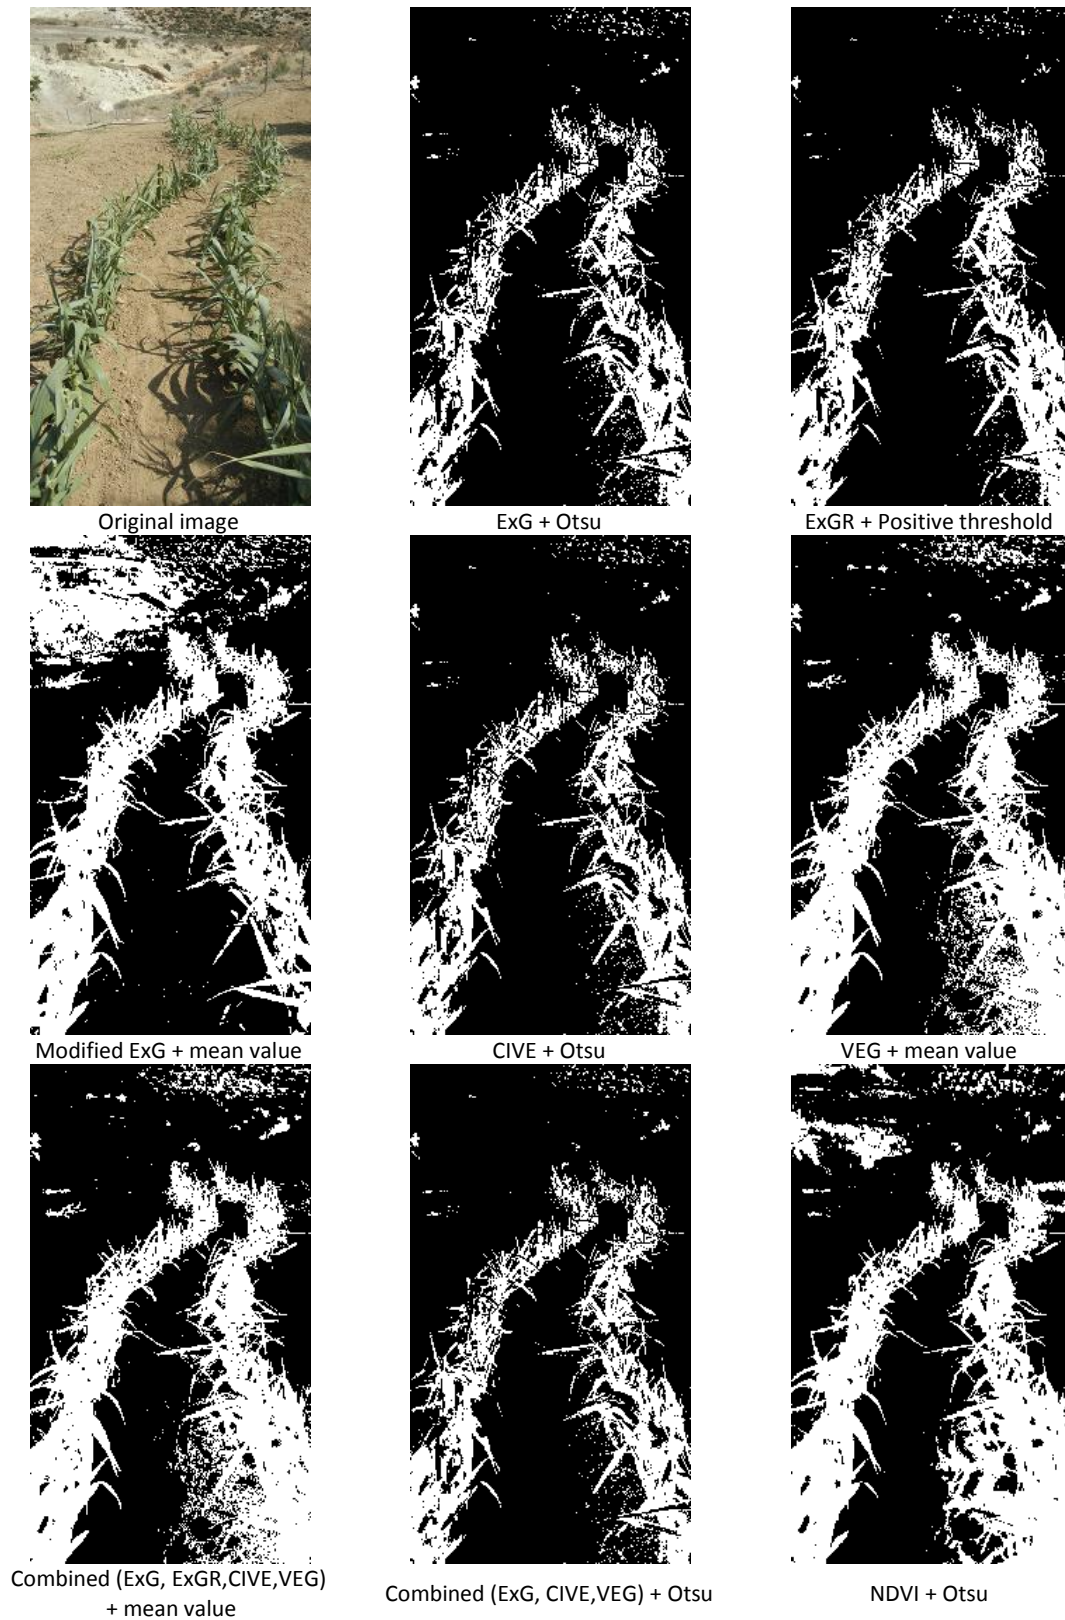 Original image
ExG + Otsu
ExGR + Positive threshold
Modified ExG + mean value
CIVE + Otsu
VEG + mean value
Combined (ExG, ExGR,CIVE,VEG)
+ mean value
Combined (ExG, CIVE,VEG) + Otsu
NDVI + Otsu